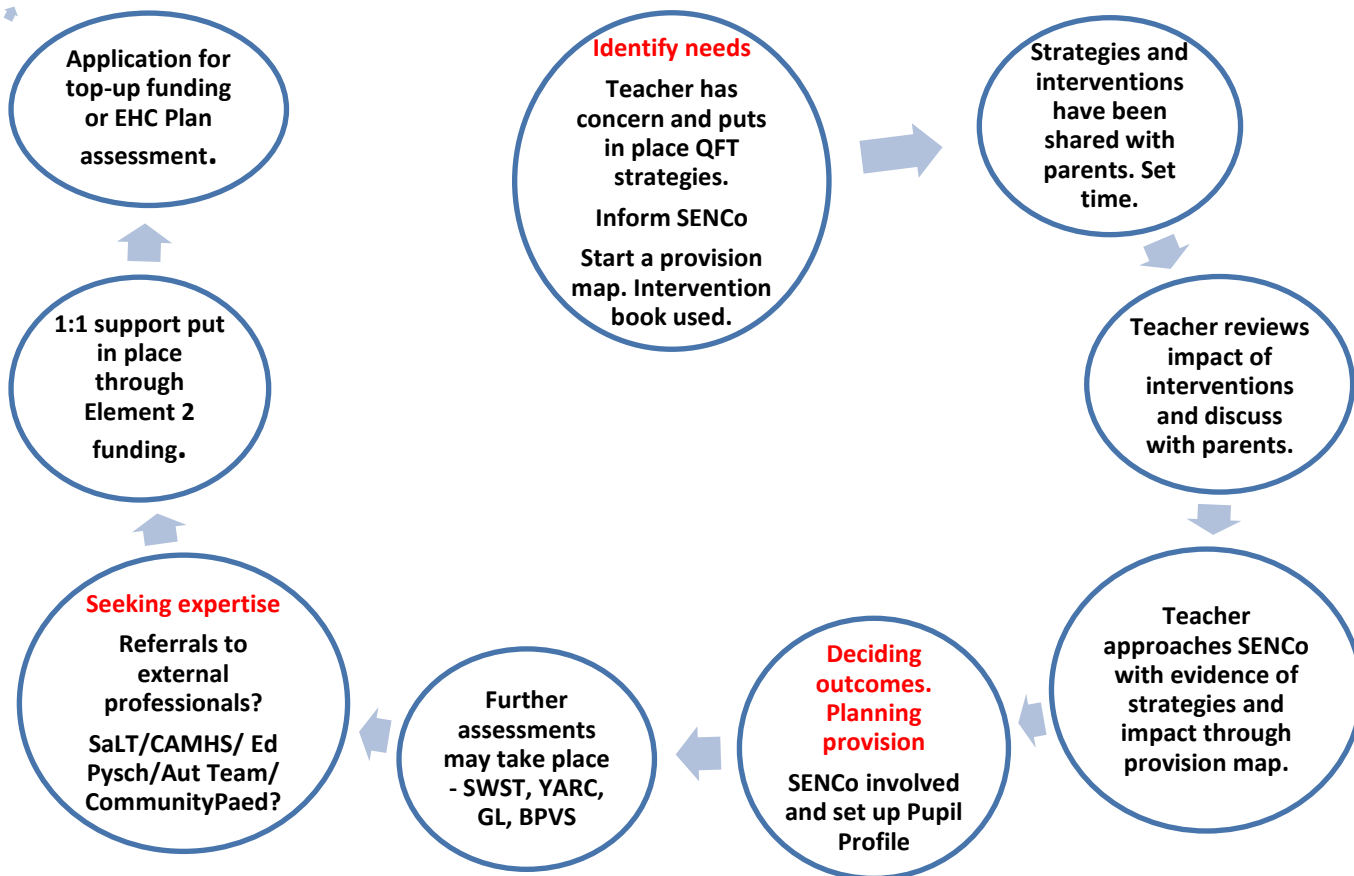 Identify needs
Teacher has
concern and puts
in place QFT
strategies.
Inform SENCo
Start a provision
map. Intervention
book used.
Strategies and
interventions
have been
shared with
parents. Set
time.
Teacher reviews
impact of
interventions
and discuss
with parents.
Teacher
approaches SENCo
with evidence of
strategies and
impact through
provision map.
Deciding
outcomes.
Planning
provision
SENCo involved
and set up Pupil
Profile
Further
assessments
may take place
- SWST, YARC,
GL, BPVS
Seeking expertise
Referrals to
external
professionals?
SaLT/CAMHS/ Ed
Pysch/Aut Team/
CommunityPaed?
1:1 support put
in place
through
Element 2
funding.
Application for
top-up funding
or EHC Plan
assessment.